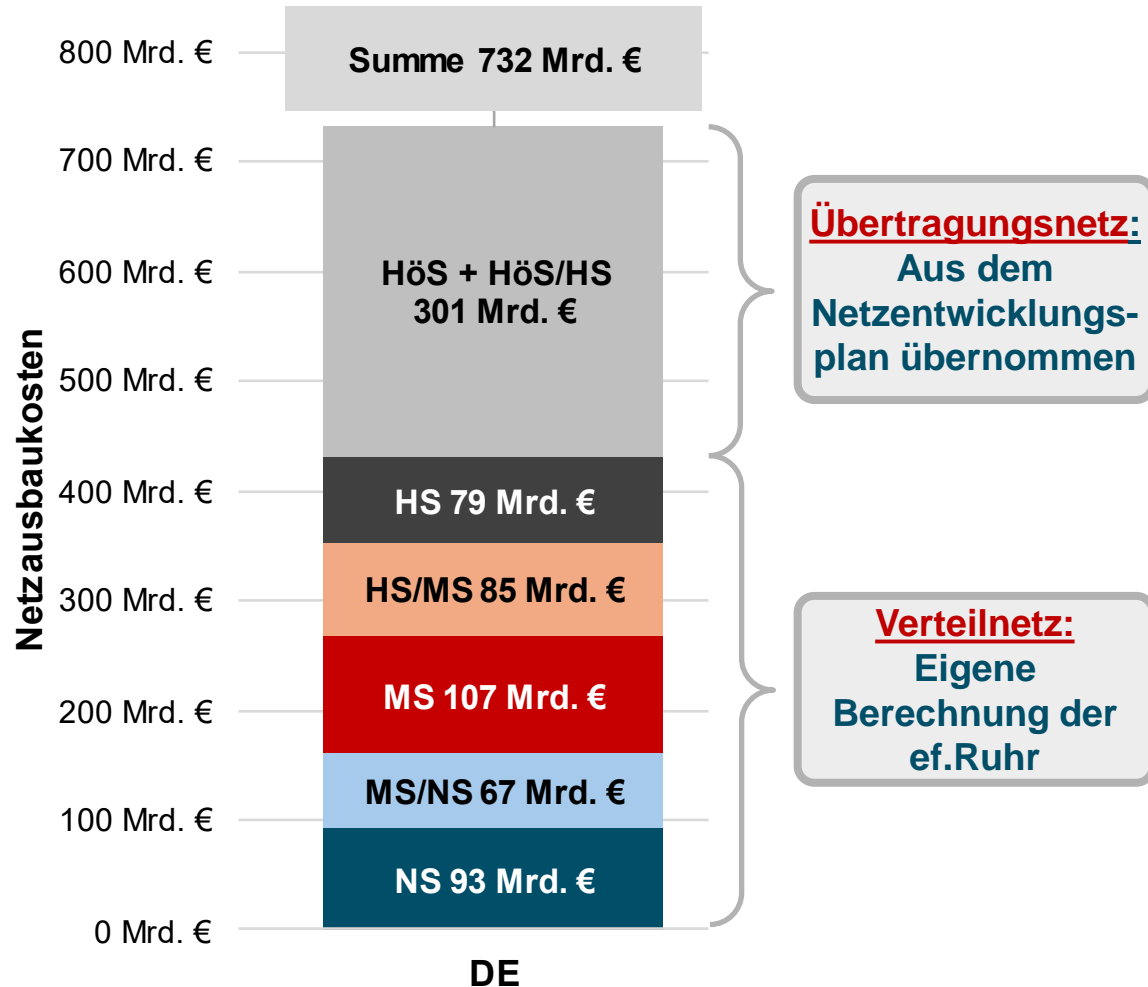 800 Mrd. €
700 Mrd. €
600 Mrd. €
500 Mrd. €
400 Mrd. €
300 Mrd. €
200 Mrd. €
100 Mrd. €
0 Mrd. €
Netzausbaukosten
Summe 732 Mrd. €
HöS + HöS/HS
301 Mrd. €
HS 79 Mrd. €
HS/MS 85 Mrd. €
MS 107 Mrd. €
MS/NS 67 Mrd. €
NS 93 Mrd. €
DE
Übertragungsnetz:
Aus dem
Netzentwicklungs-
plan übernommen
Verteilnetz:
Eigene
Berechnung der
ef.Ruhr